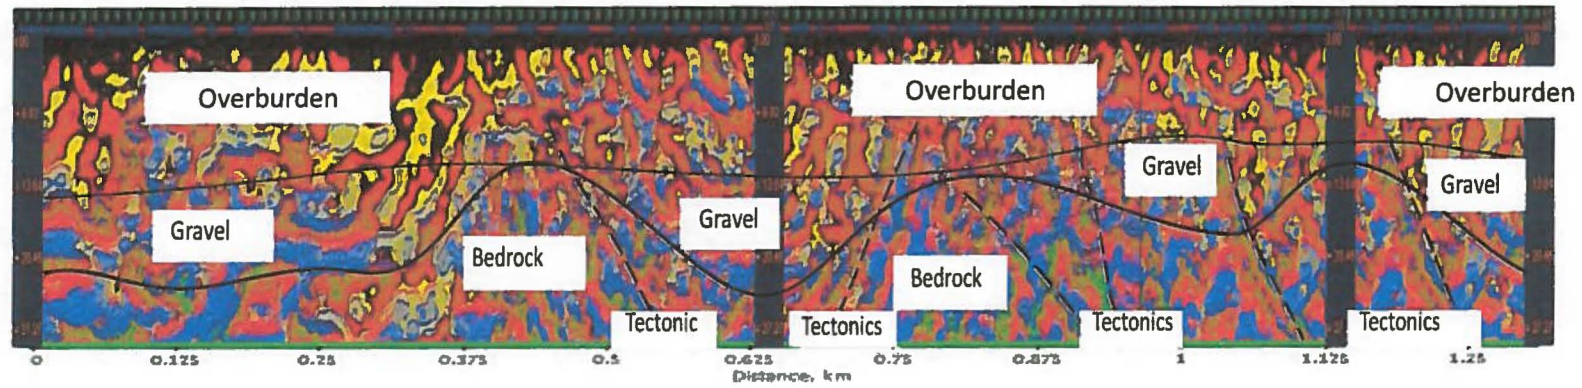 Overburden
Overburden
Overburden
Gravel
Gravel
Gravel
Gravel
Bedrock
Bedrock
Tectonic
Tectonics
Tectonics
Tectonics
0 0.125 0.25 0.375 0.5 0.625 0.75 0.875 1 1.125 1.25
Distance, km